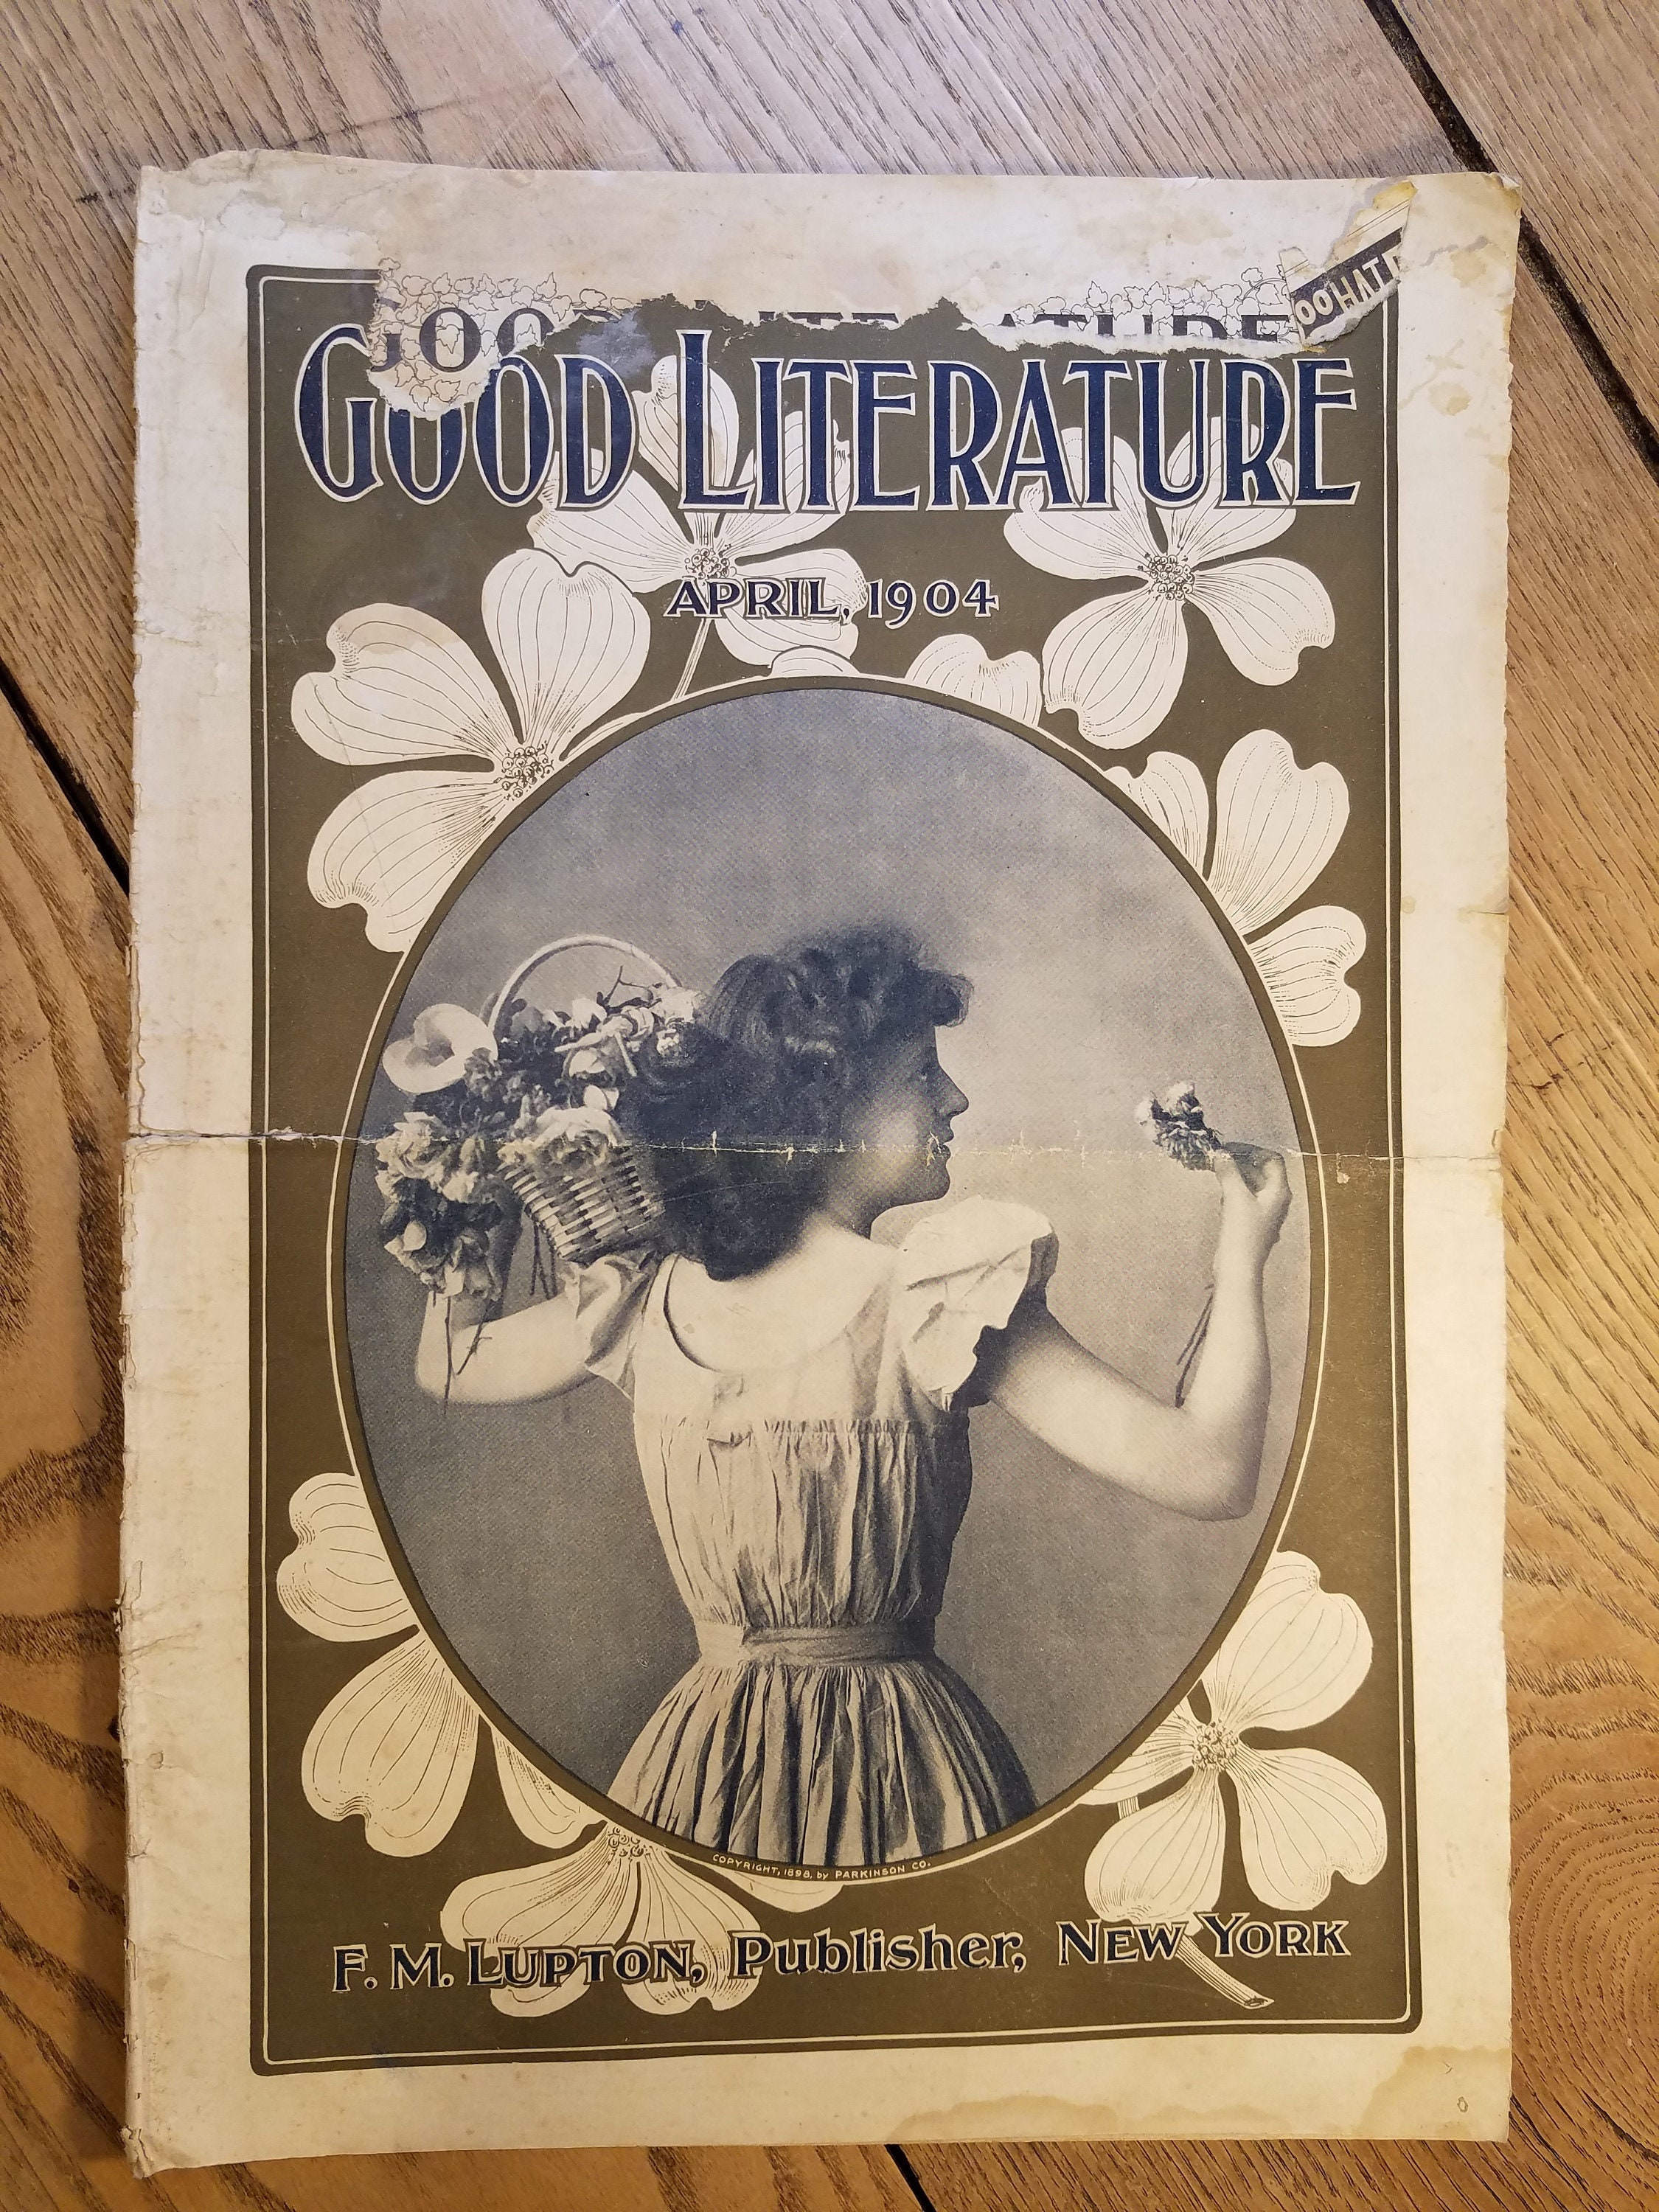 GOOD LITERATURE
APRIL, 1904
COPYRIGHT, 1898, by PARKINSON CO.
F. M. LUPTON, Publisher, NEW YORK